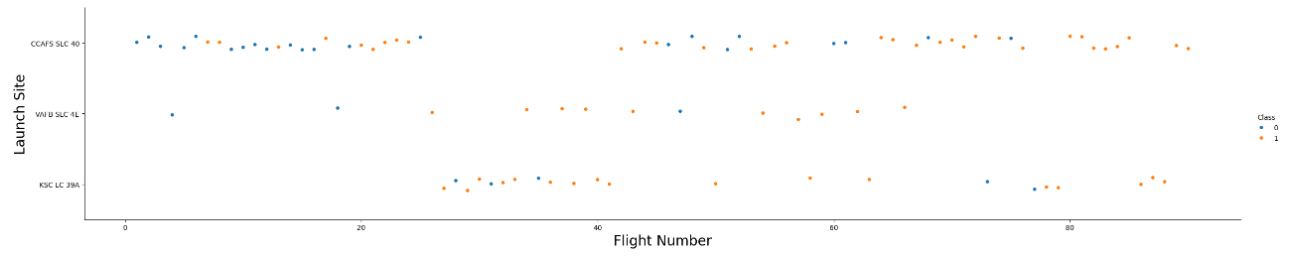 Launch Site
CCAFS SLC 40
VAFB SLC 4E
KSC LC 39A
0 20 40 60 80
Flight Number
Class
0
1